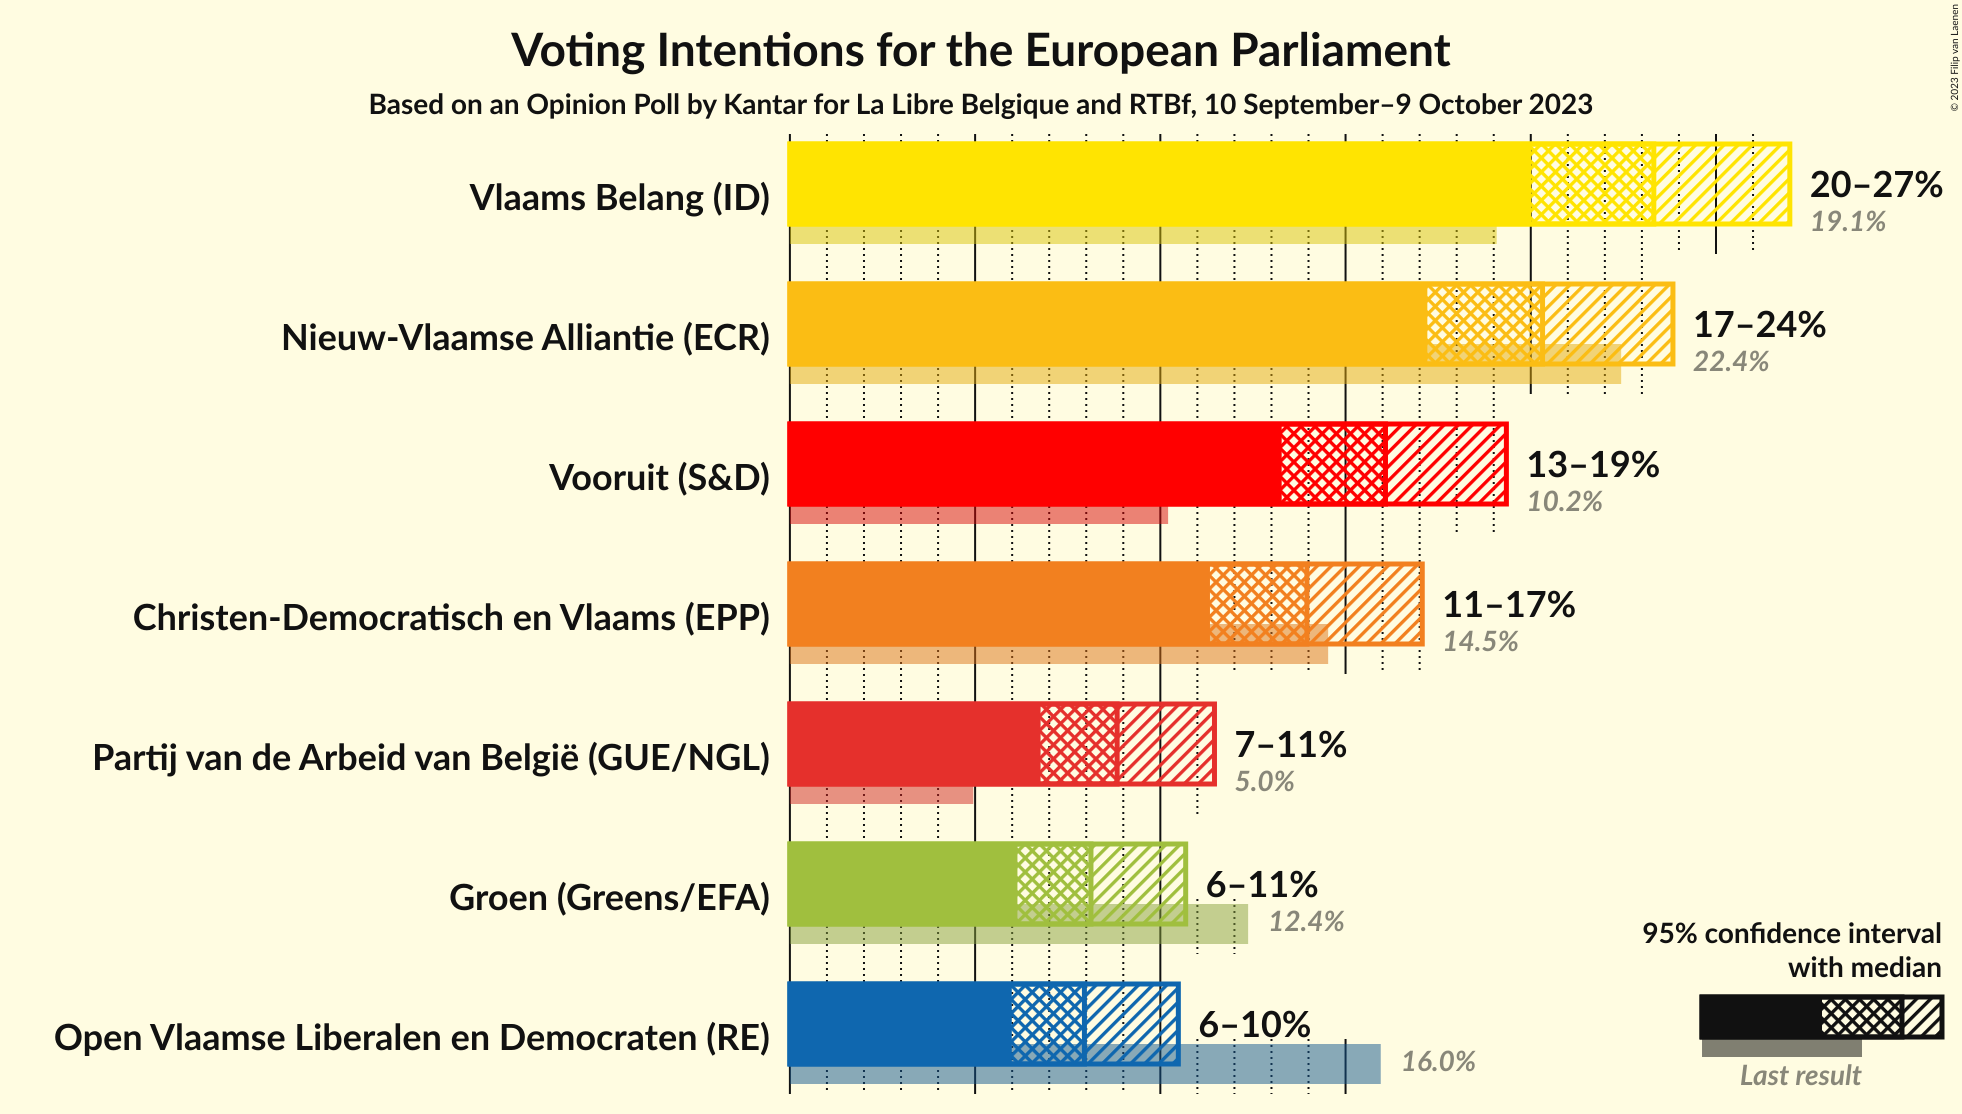 Voting Intentions for the European Parliament
Based on an Opinion Poll by Kantar for La Libre Belgique and RTBf, 10 September–9 October 2023
© 2023 Filip van Laenen
Vlaams Belang (ID)
20–27%
19.1%
Nieuw-Vlaamse Alliantie (ECR)
17–24%
22.4%
Vooruit (S&D)
13–19%
10.2%
Christen-Democratisch en Vlaams (EPP)
11–17%
14.5%
Partij van de Arbeid van België (GUE/NGL)
7–11%
5.0%
Groen (Greens/EFA)
6–11%
12.4%
Open Vlaamse Liberalen en Democraten (RE)
6–10%
16.0%
95% confidence interval
with median
Last result